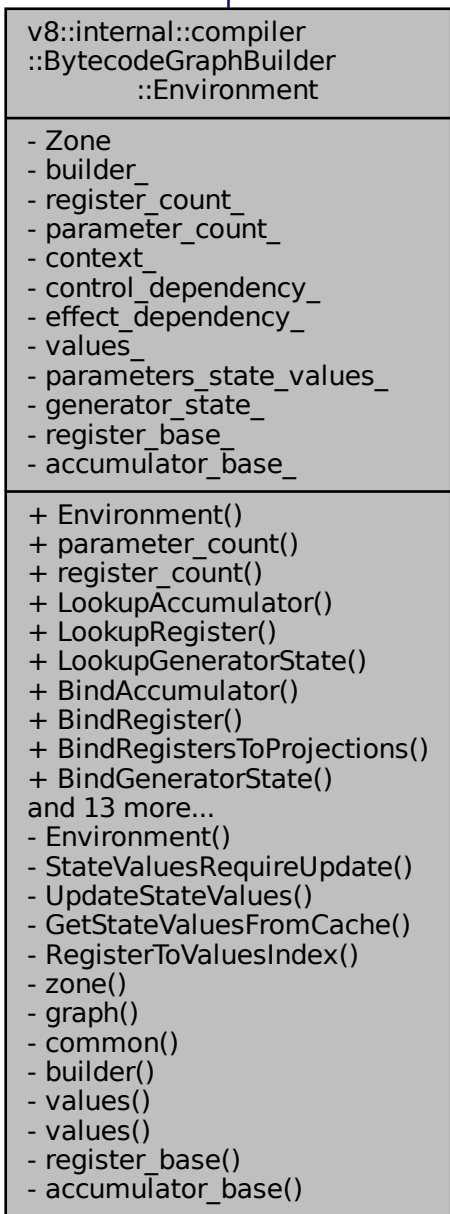 v8::internal::compiler
::BytecodeGraphBuilder
::Environment
- Zone
- builder_
- register_count_
- parameter_count_
- context_
- control_dependency_
- effect_dependency_
- values_
- parameters_state_values_
- generator_state_
- register_base_
- accumulator_base_
+ Environment()
+ parameter_count()
+ register_count()
+ LookupAccumulator()
+ LookupRegister()
+ LookupGeneratorState()
+ BindAccumulator()
+ BindRegister()
+ BindRegistersToProjections()
+ BindGeneratorState()
and 13 more...
- Environment()
- StateValuesRequireUpdate()
- UpdateStateValues()
- GetStateValuesFromCache()
- RegisterToValuesIndex()
- zone()
- graph()
- common()
- builder()
- values()
- values()
- register_base()
- accumulator_base()